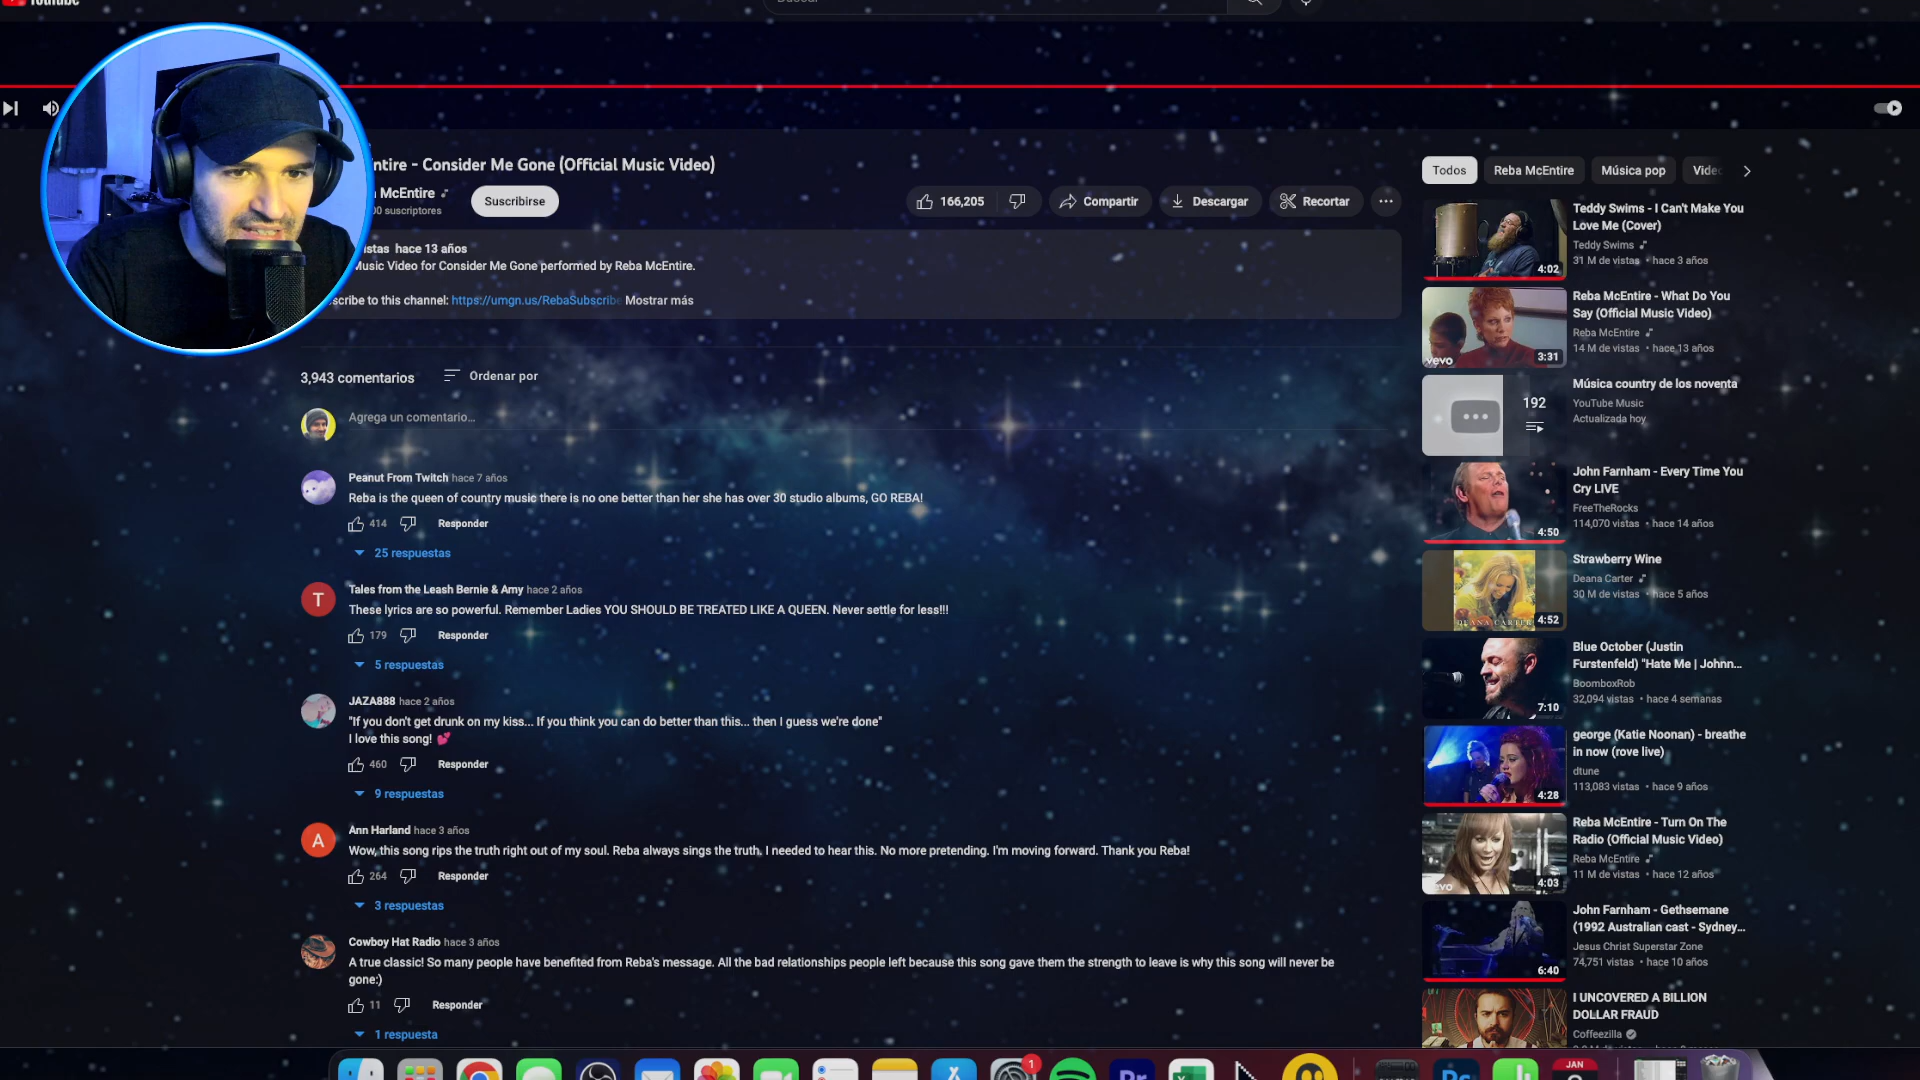 YouTube
Buscar
ntire - Consider Me Gone (Official Music Video)
McEntire
00 suscriptores
Suscribirse
166,205
Compartir
Descargar
Recortar
istas hace 13 años
Music Video for Consider Me Gone performed by Reba McEntire.
scribe to this channel: https://umgn.us/RebaSubscribe Mostrar más
3,943 comentarios
Ordenar por
Agrega un comentario...
Peanut From Twitch hace 7 años
Reba is the queen of country music there is no one better than her she has over 30 studio albums, GO REBA!
414
Responder
25 respuestas
T
Tales from the Leash Bernie & Amy hace 2 años
These lyrics are so powerful. Remember Ladies YOU SHOULD BE TREATED LIKE A QUEEN. Never settle for less!!!
179
Responder
5 respuestas
JAZA888 hace 2 años
"If you don't get drunk on my kiss... If you think you can do better than this... then I guess we're done"
I love this song! 💕
460
Responder
9 respuestas
A
Ann Harland hace 3 años
Wow, this song rips the truth right out of my soul. Reba always sings the truth. I needed to hear this. No more pretending. I'm moving forward. Thank you Reba!
264
Responder
3 respuestas
Cowboy Hat Radio hace 3 años
A true classic! So many people have benefited from Reba's message. All the bad relationships people left because this song gave them the strength to leave is why this song will never be
gone:)
11
Responder
1 respuesta
Todos
Reba McEntire
Música pop
Vide
4:02
Teddy Swims - I Can't Make You
Love Me (Cover)
Teddy Swims
31 M de vistas • hace 3 años
vevo
3:31
Reba McEntire - What Do You
Say (Official Music Video)
Reba McEntire
14 M de vistas • hace 13 años
192
Música country de los noventa
YouTube Music
Actualizada hoy
4:50
John Farnham - Every Time You
Cry LIVE
FreeTheRocks
114,070 vistas • hace 14 años
DEANA CARTER
4:52
Strawberry Wine
Deana Carter
30 M de vistas • hace 5 años
7:10
Blue October (Justin
Furstenfeld) "Hate Me | Johnn...
BoomboxRob
32,094 vistas • hace 4 semanas
4:28
george (Katie Noonan) - breathe
in now (rove live)
dtune
113,083 vistas • hace 9 años
evo
4:03
Reba McEntire - Turn On The
Radio (Official Music Video)
Reba McEntire
11 M de vistas • hace 12 años
6:40
John Farnham - Gethsemane
(1992 Australian cast - Sydney...
Jesus Christ Superstar Zone
74,751 vistas • hace 10 años
I UNCOVERED A BILLION
DOLLAR FRAUD
Coffeezilla
1
Pr
Ps
JAN